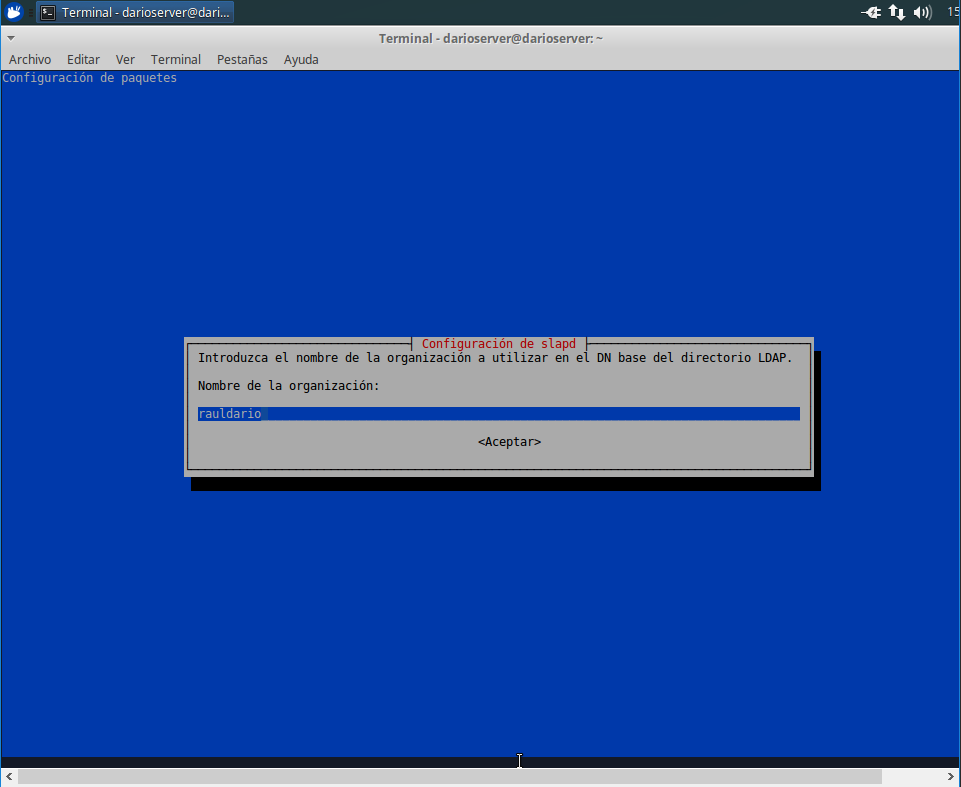 Terminal - darioserver@dari...
15
Terminal - darioserver@darioserver: ~
Archivo Editar Ver Terminal Pestañas Ayuda
Configuración de paquetes
Configuración de slapd
Introduzca el nombre de la organización a utilizar en el DN base del directorio LDAP.
Nombre de la organización:
rauldario
<Aceptar>